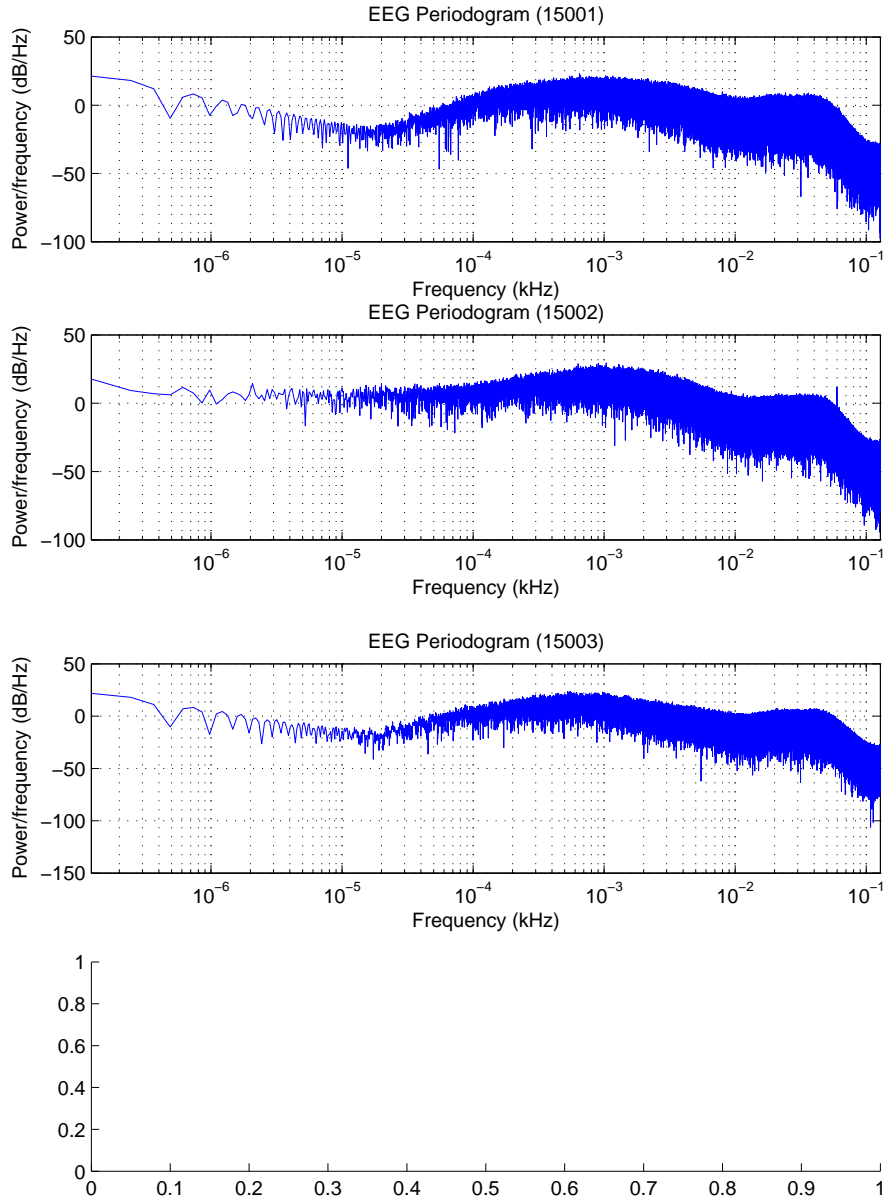 EEG Periodogram (15001)
Power/frequency (dB/Hz)
50
0
−50
−100
10^−6 10^−5 10^−4 10^−3 10^−2 10^−1
Frequency (kHz)
EEG Periodogram (15002)
Power/frequency (dB/Hz)
50
0
−50
−100
10^−6 10^−5 10^−4 10^−3 10^−2 10^−1
Frequency (kHz)
EEG Periodogram (15003)
Power/frequency (dB/Hz)
50
0
−50
−100
−150
10^−6 10^−5 10^−4 10^−3 10^−2 10^−1
Frequency (kHz)
1
0.8
0.6
0.4
0.2
0
0 0.1 0.2 0.3 0.4 0.5 0.6 0.7 0.8 0.9 1